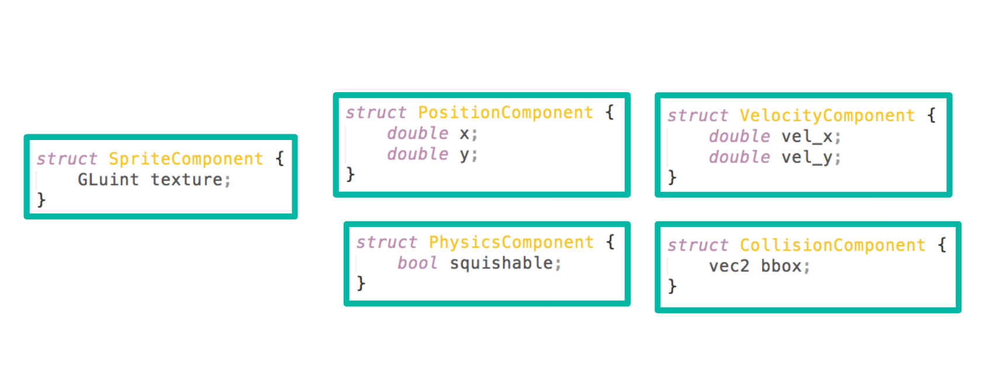 struct SpriteComponent {
    GLuint texture;
}
struct PositionComponent {
    double x;
    double y;
}
struct VelocityComponent {
    double vel_x;
    double vel_y;
}
struct PhysicsComponent {
    bool squishable;
}
struct CollisionComponent {
    vec2 bbox;
}